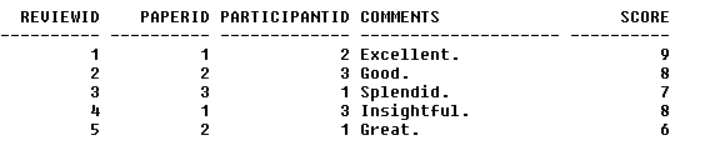 REVIEWID PAPERID PARTICIPANTID COMMENTS SCORE
---------- ---------- ------------- -------------------- ----------
1 1 2 Excellent. 9
2 2 3 Good. 8
3 3 1 Splendid. 7
4 1 3 Insightful. 8
5 2 1 Great. 6